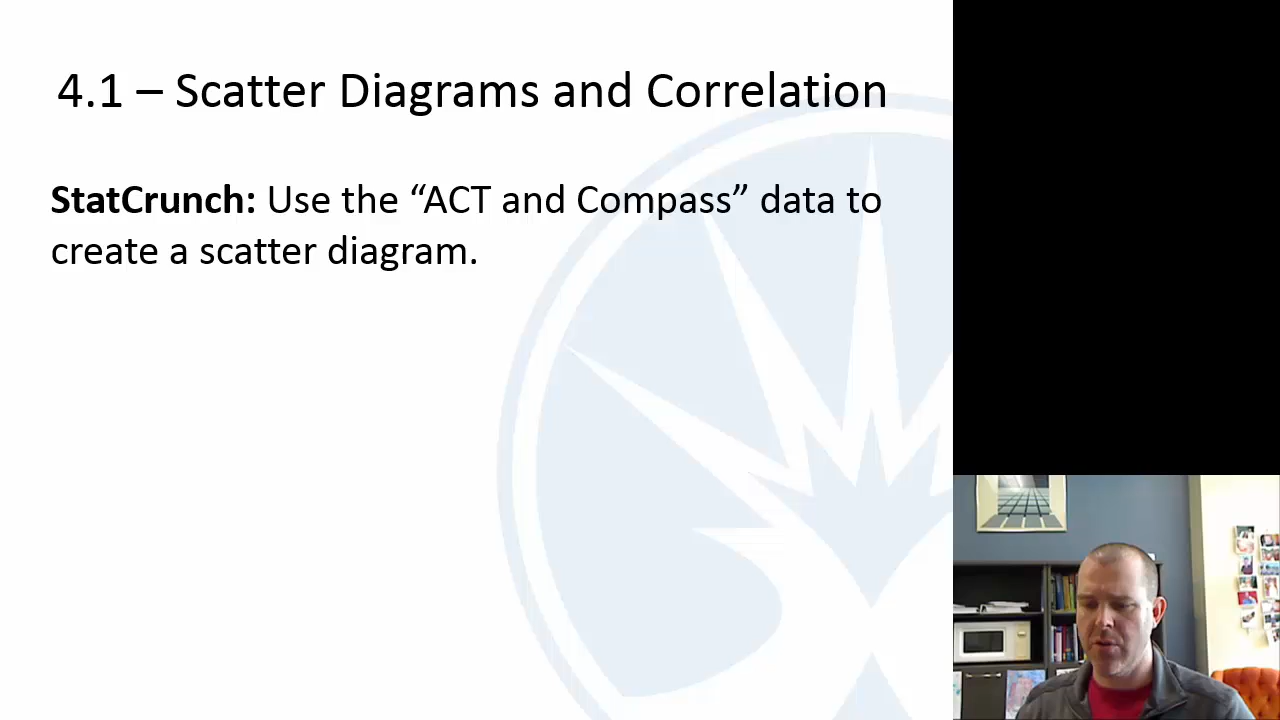 4.1 – Scatter Diagrams and Correlation
StatCrunch: Use the “ACT and Compass” data to
create a scatter diagram.